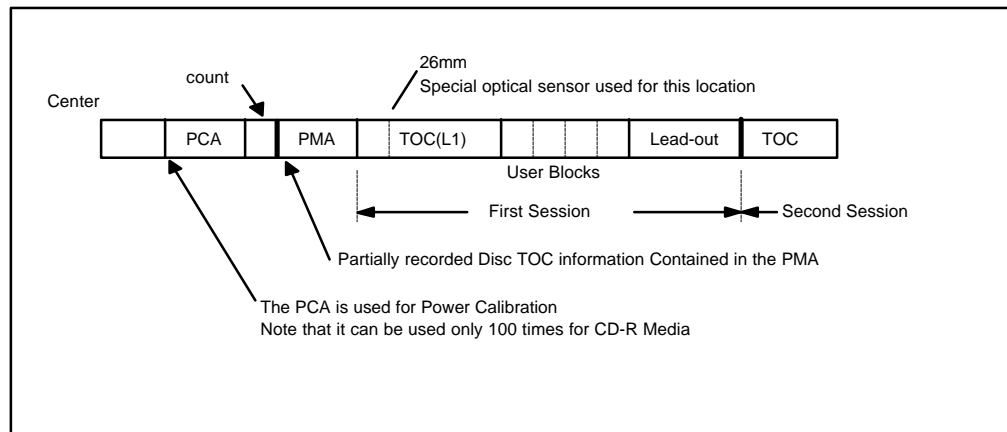 26mm
count
Special optical sensor used for this location
Center
PCA PMA TOC(L1) Lead-out TOC
User Blocks
First Session Second Session
Partially recorded Disc TOC information Contained in the PMA
The PCA is used for Power Calibration
Note that it can be used only 100 times for CD-R Media